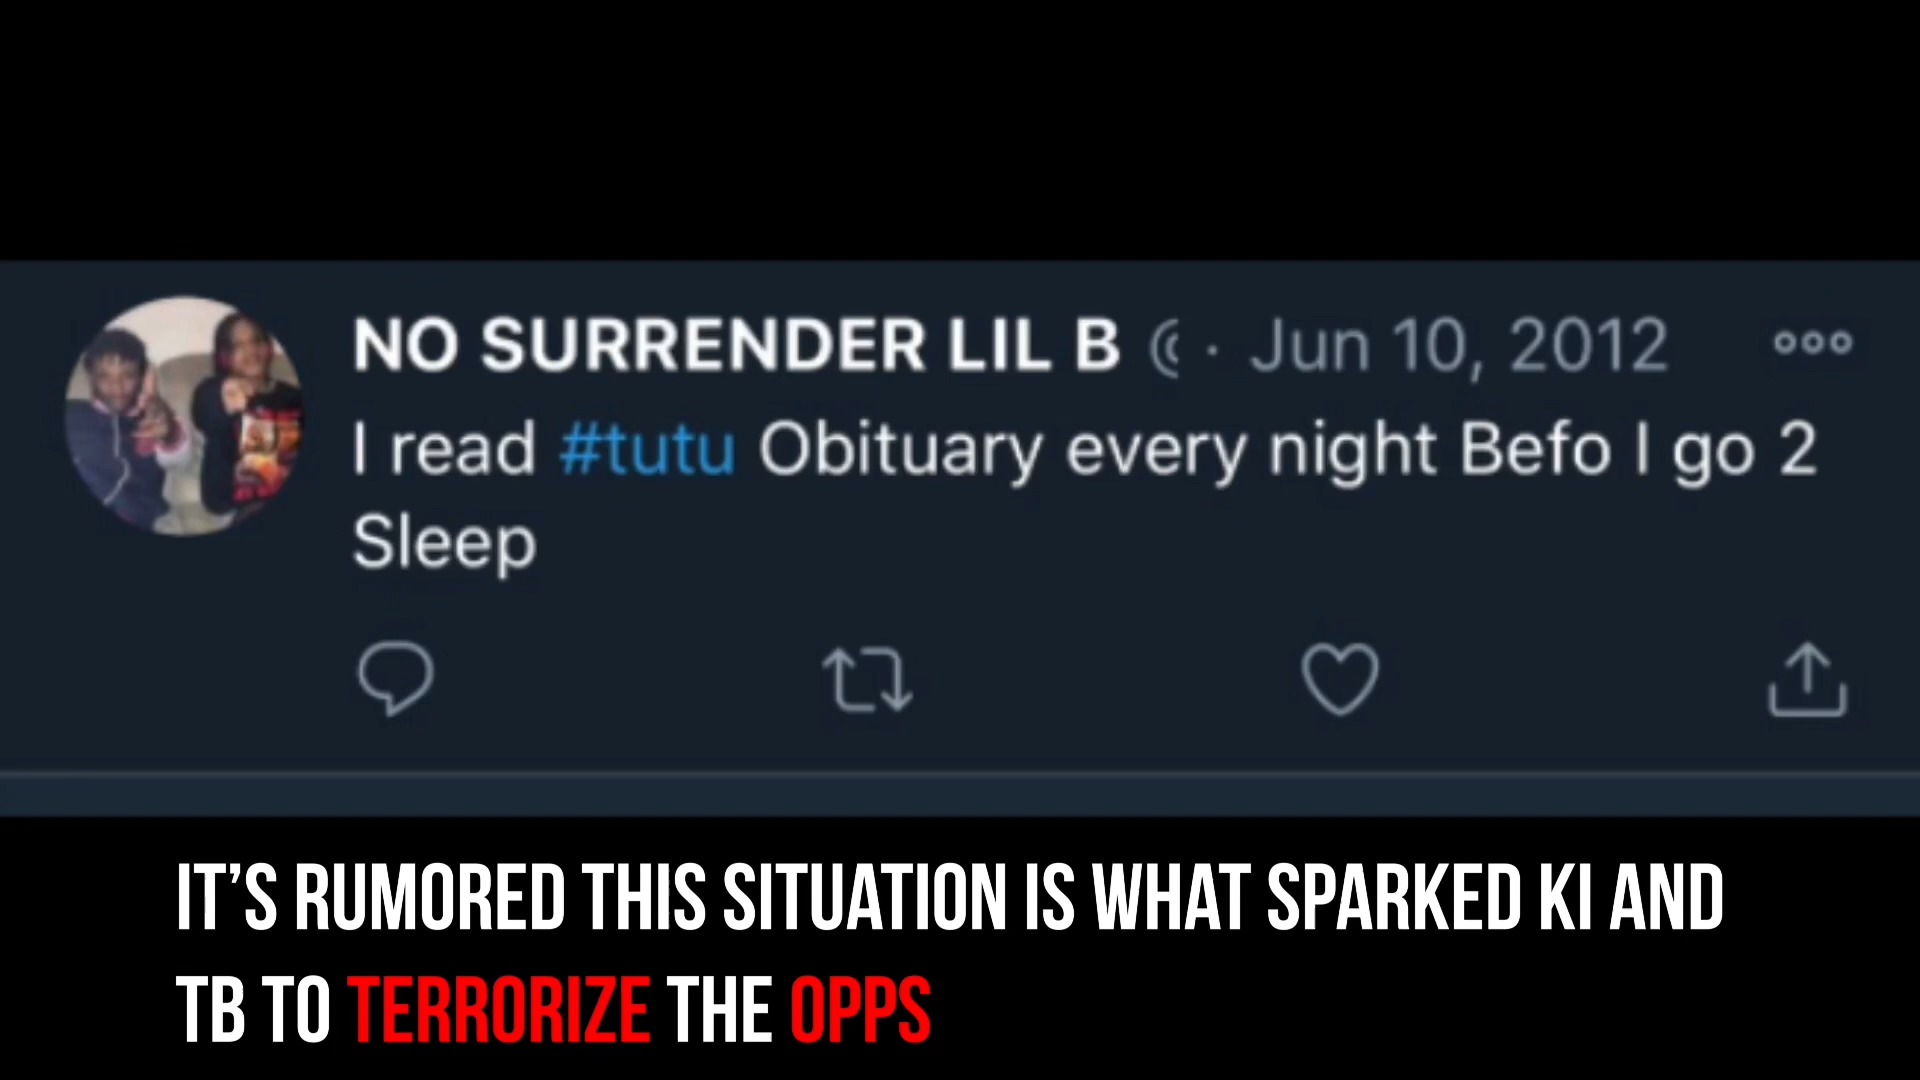 NO SURRENDER LIL B @ · Jun 10, 2012
I read #tutu Obituary every night Befo I go 2
Sleep
IT'S RUMORED THIS SITUATION IS WHAT SPARKED KI AND
TB TO TERRORIZE THE OPPS